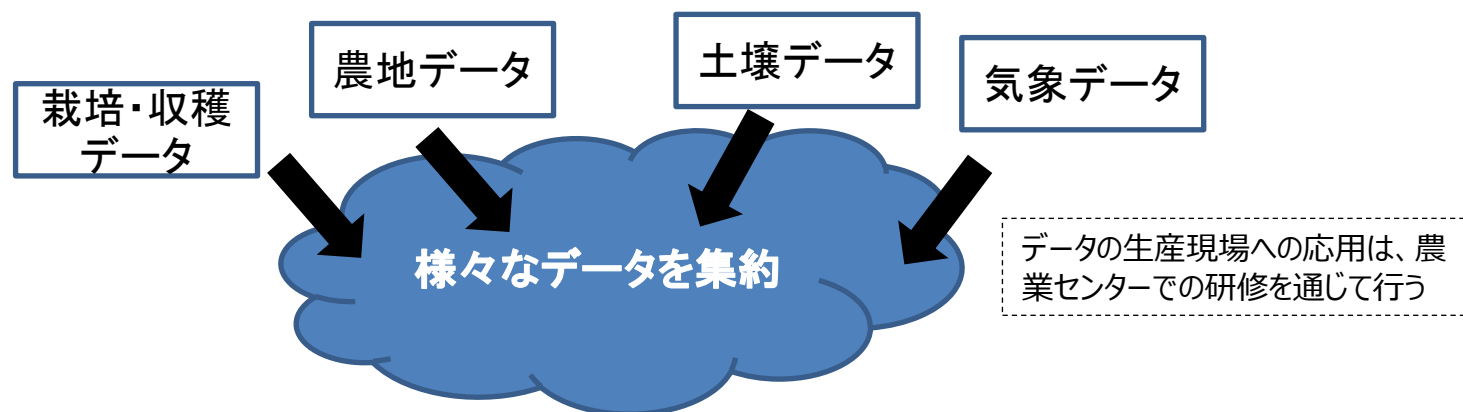 栽培・収穫
データ
農地データ
土壌データ
気象データ
様々なデータを集約
データの生産現場への応用は、農
業センターでの研修を通じて行う